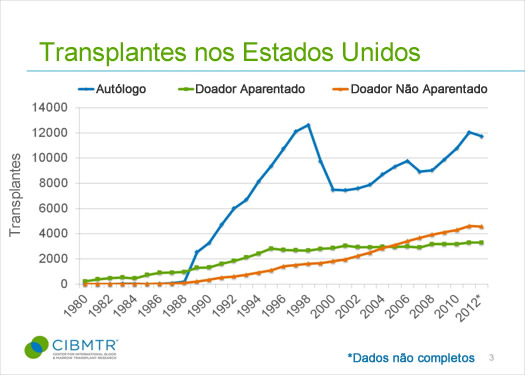 Transplantes nos Estados Unidos
Autólogo Doador Aparentado Doador Não Aparentado
Transplantes
14000
12000
10000
8000
6000
4000
2000
0
1980 1982 1984 1986 1988 1990 1992 1994 1996 1998 2000 2002 2004 2006 2008 2010 2012*
CIBMTR®
CENTER FOR INTERNATIONAL BLOOD
& MARROW TRANSPLANT RESEARCH
*Dados não completos
3